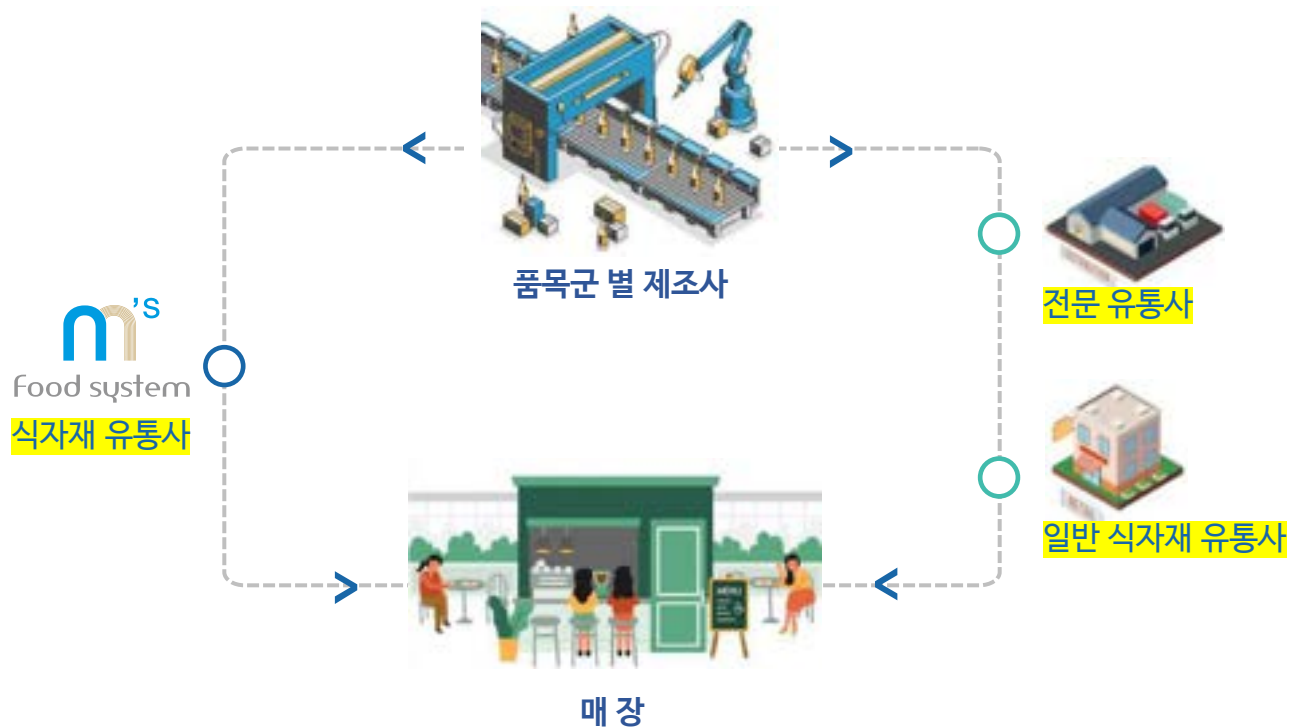 품목군 별 제조사
전문 유통사
m's
Food system
식자재 유통사
일반 식자재 유통사
MENU
매 장